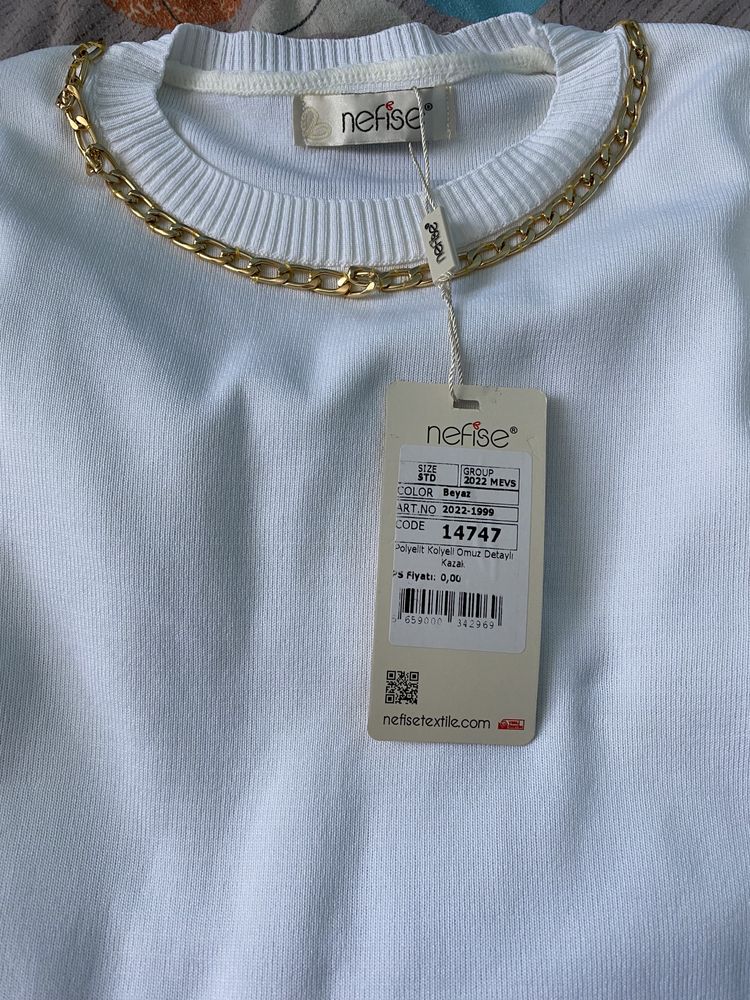 nefise®
nefise
nefise®
SIZE GROUP
STD 2022 MEVS
COLOR Beyaz
ART.NO 2022-1999
CODE 14747
Polyelit Kolyeli Omuz Detaylı
Kazak
PS Fiyatı: 0,00
659000 342969
nefisetextile.com